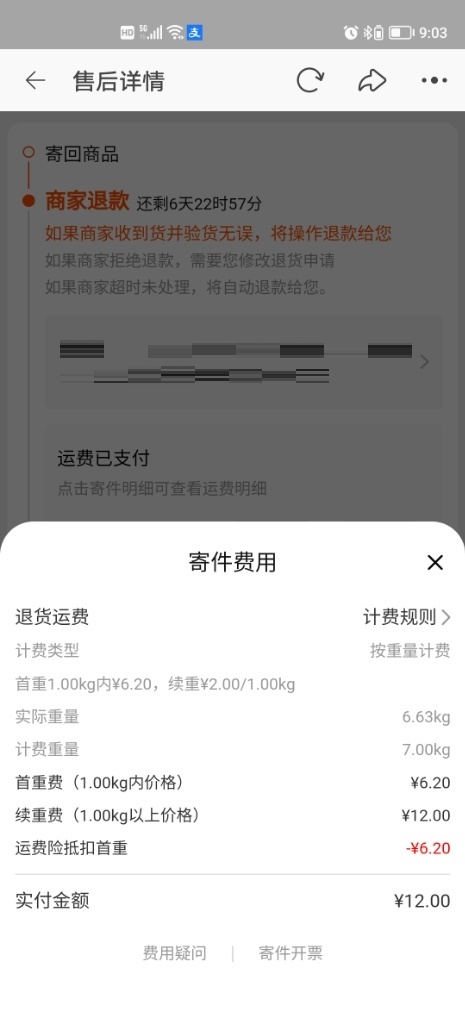 HD 5G 9:03
售后详情
寄回商品
商家退款 还剩6天22时57分
如果商家收到货并验货无误，将操作退款给您
如果商家拒绝退款，需要您修改退货申请
如果商家超时未处理，将自动退款给您。
运费已支付
点击寄件明细可查看运费明细
寄件费用
退货运费 计费规则
计费类型 按重量计费
首重1.00kg内¥6.20，续重¥2.00/1.00kg
实际重量 6.63kg
计费重量 7.00kg
首重费（1.00kg内价格） ¥6.20
续重费（1.00kg以上价格） ¥12.00
运费险抵扣首重 -¥6.20
实付金额 ¥12.00
费用疑问 | 寄件开票